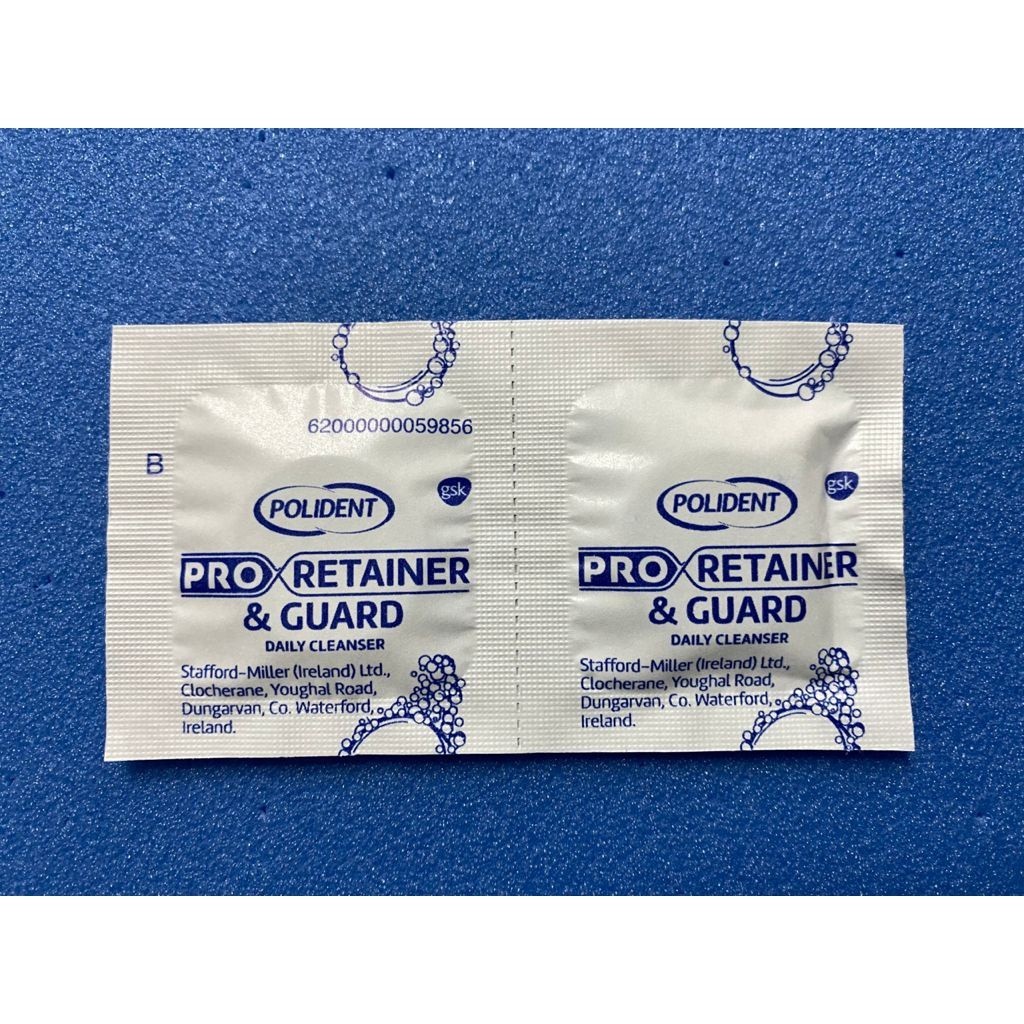 62000000059856
B
POLIDENT
gsk
PRO RETAINER
& GUARD
DAILY CLEANSER
Stafford-Miller (Ireland) Ltd.,
Clocherane, Youghal Road,
Dungarvan, Co. Waterford,
Ireland.
POLIDENT
gsk
PRO RETAINER
& GUARD
DAILY CLEANSER
Stafford-Miller (Ireland) Ltd.,
Clocherane, Youghal Road,
Dungarvan, Co. Waterford,
Ireland.